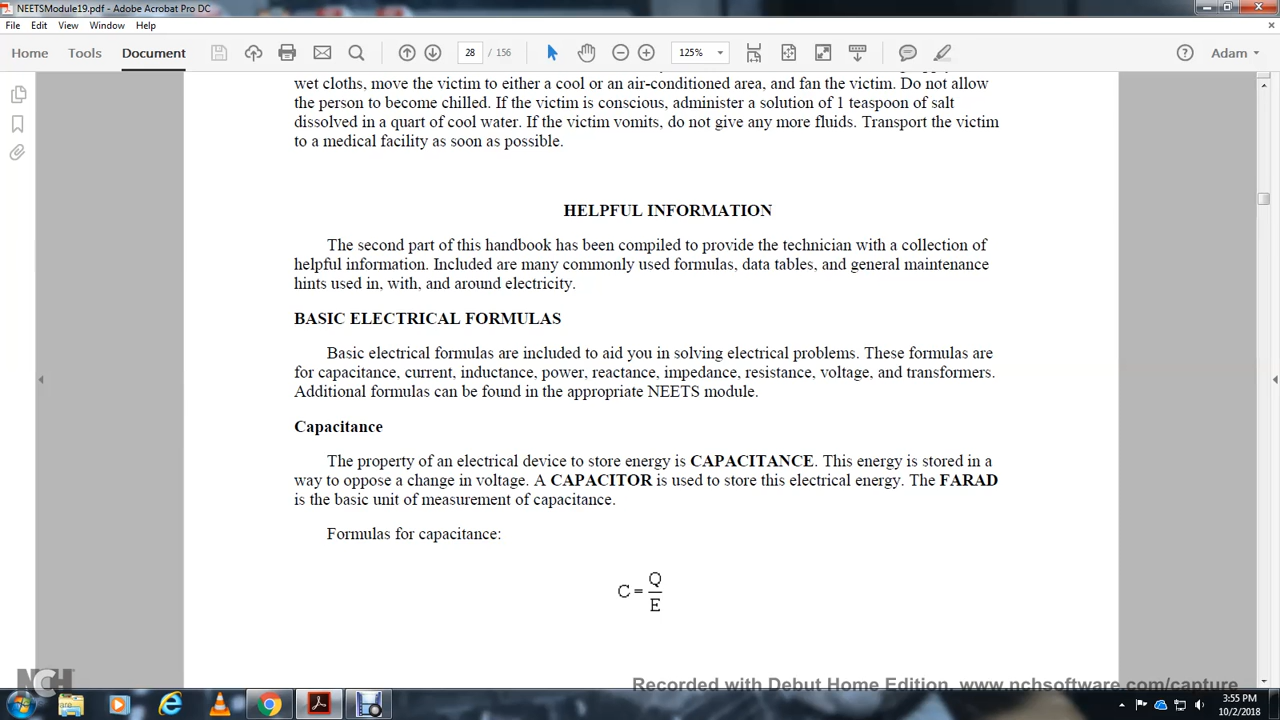 NEETSModule19.pdf - Adobe Acrobat Pro DC
File Edit View Window Help
Home Tools Document 28 / 156 125% Adam
wet cloths, move the victim to either a cool or an air-conditioned area, and fan the victim. Do not allow
the person to become chilled. If the victim is conscious, administer a solution of 1 teaspoon of salt
dissolved in a quart of cool water. If the victim vomits, do not give any more fluids. Transport the victim
to a medical facility as soon as possible.
HELPFUL INFORMATION
The second part of this handbook has been compiled to provide the technician with a collection of
helpful information. Included are many commonly used formulas, data tables, and general maintenance
hints used in, with, and around electricity.
BASIC ELECTRICAL FORMULAS
Basic electrical formulas are included to aid you in solving electrical problems. These formulas are
for capacitance, current, inductance, power, reactance, impedance, resistance, voltage, and transformers.
Additional formulas can be found in the appropriate NEETS module.
Capacitance
The property of an electrical device to store energy is CAPACITANCE. This energy is stored in a
way to oppose a change in voltage. A CAPACITOR is used to store this electrical energy. The FARAD
is the basic unit of measurement of capacitance.
Formulas for capacitance:
C = Q
E
NCH
Recorded with Debut Home Edition. www.nchsoftware.com/capture
3:55 PM
10/2/2018